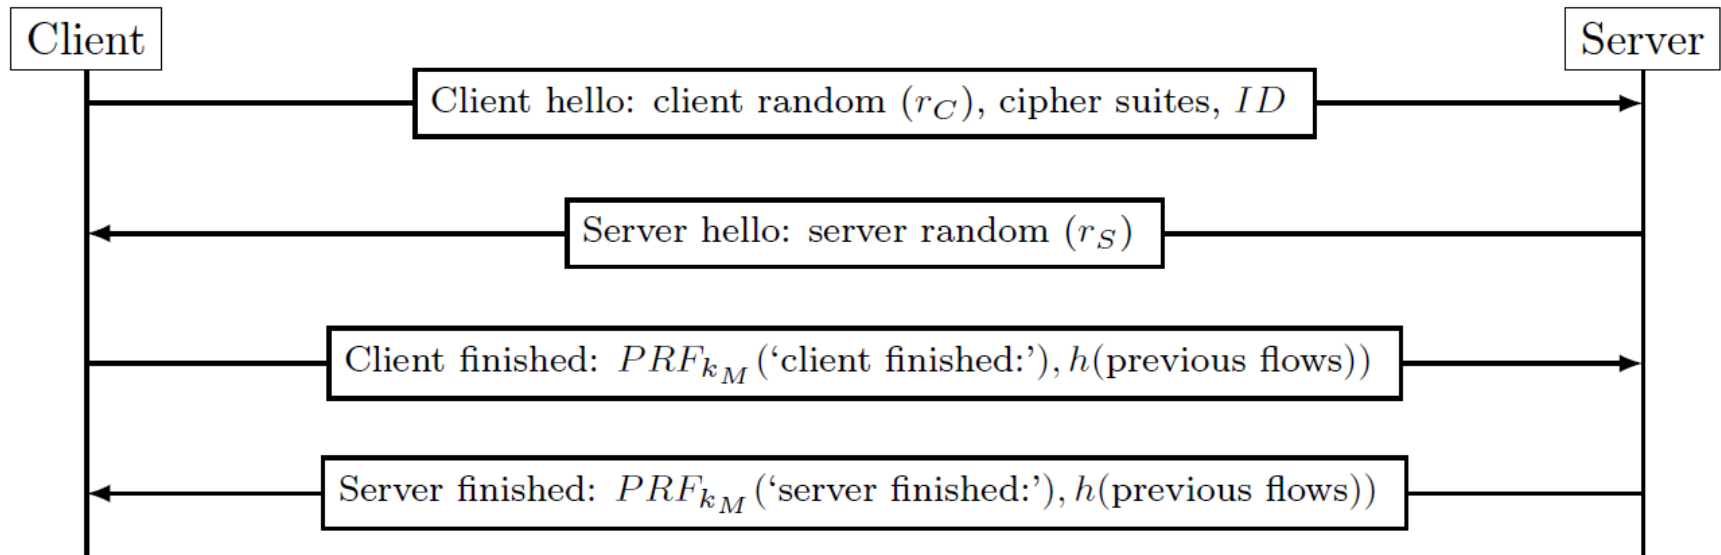 Client
Server
Client hello: client random (r_C), cipher suites, ID
Server hello: server random (r_S)
Client finished: PRF_{k_M}(‘client finished:’), h(previous flows))
Server finished: PRF_{k_M}(‘server finished:’), h(previous flows))